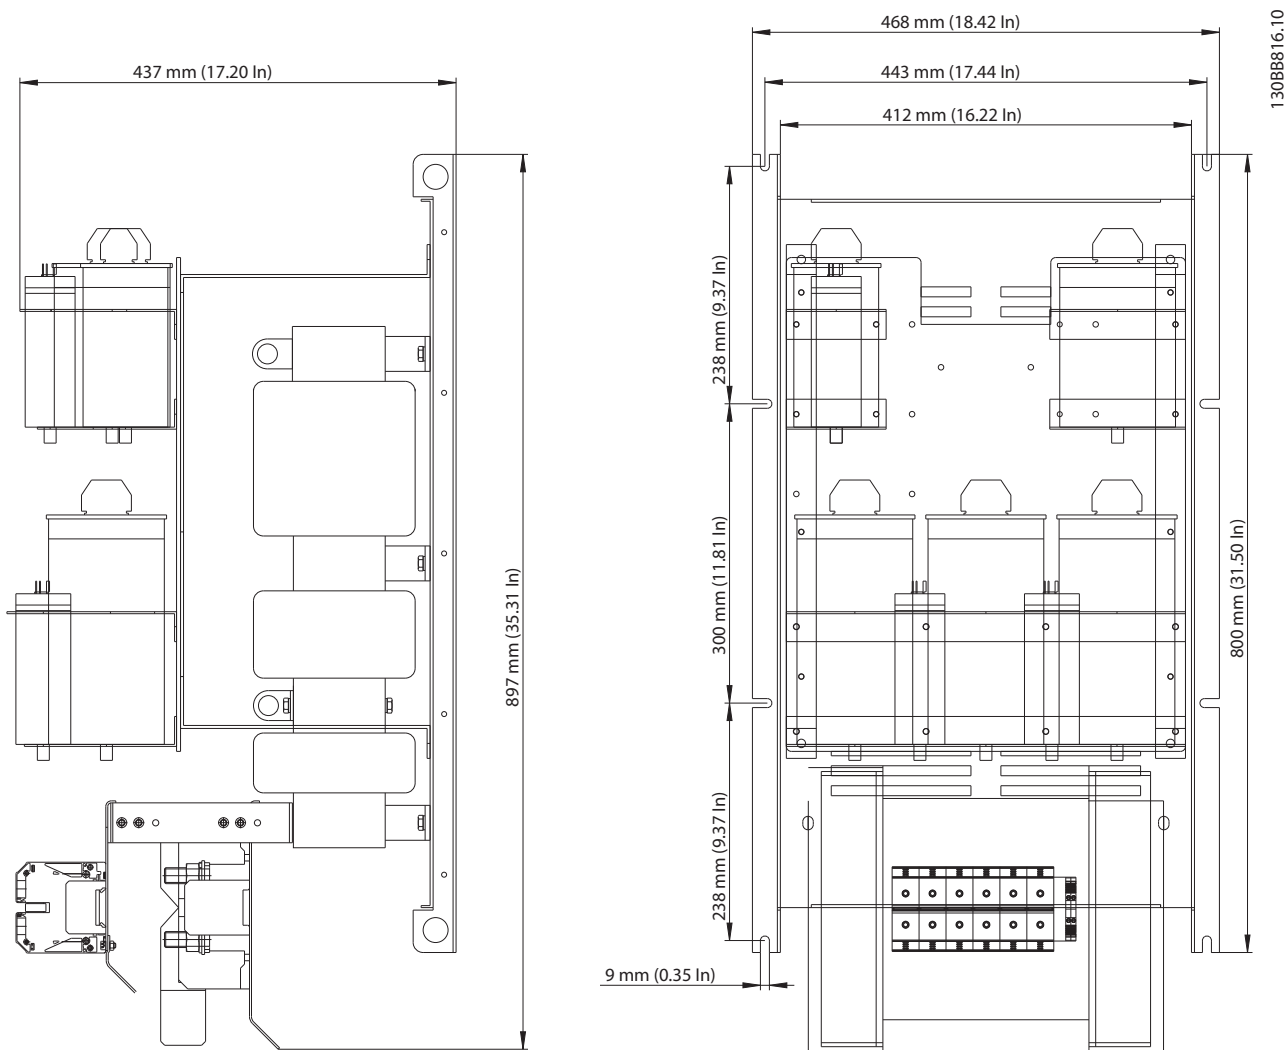 468 mm (18.42 In)
130BB816.10
437 mm (17.20 In)
443 mm (17.44 In)
412 mm (16.22 In)
238 mm (9.37 In)
897 mm (35.31 In)
300 mm (11.81 In)
800 mm (31.50 In)
238 mm (9.37 In)
9 mm (0.35 In)